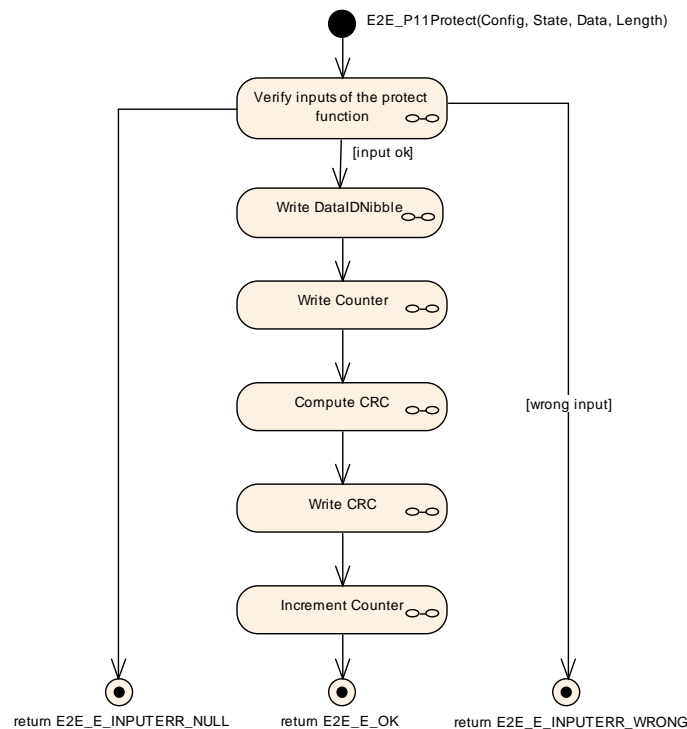 E2E_P11Protect(Config, State, Data, Length)
Verify inputs of the protect
function
[input ok]
Write DataIDNibble
Write Counter
Compute CRC
[wrong input]
Write CRC
Increment Counter
return E2E_E_INPUTERR_NULL
return E2E_E_OK
return E2E_E_INPUTERR_WRONG